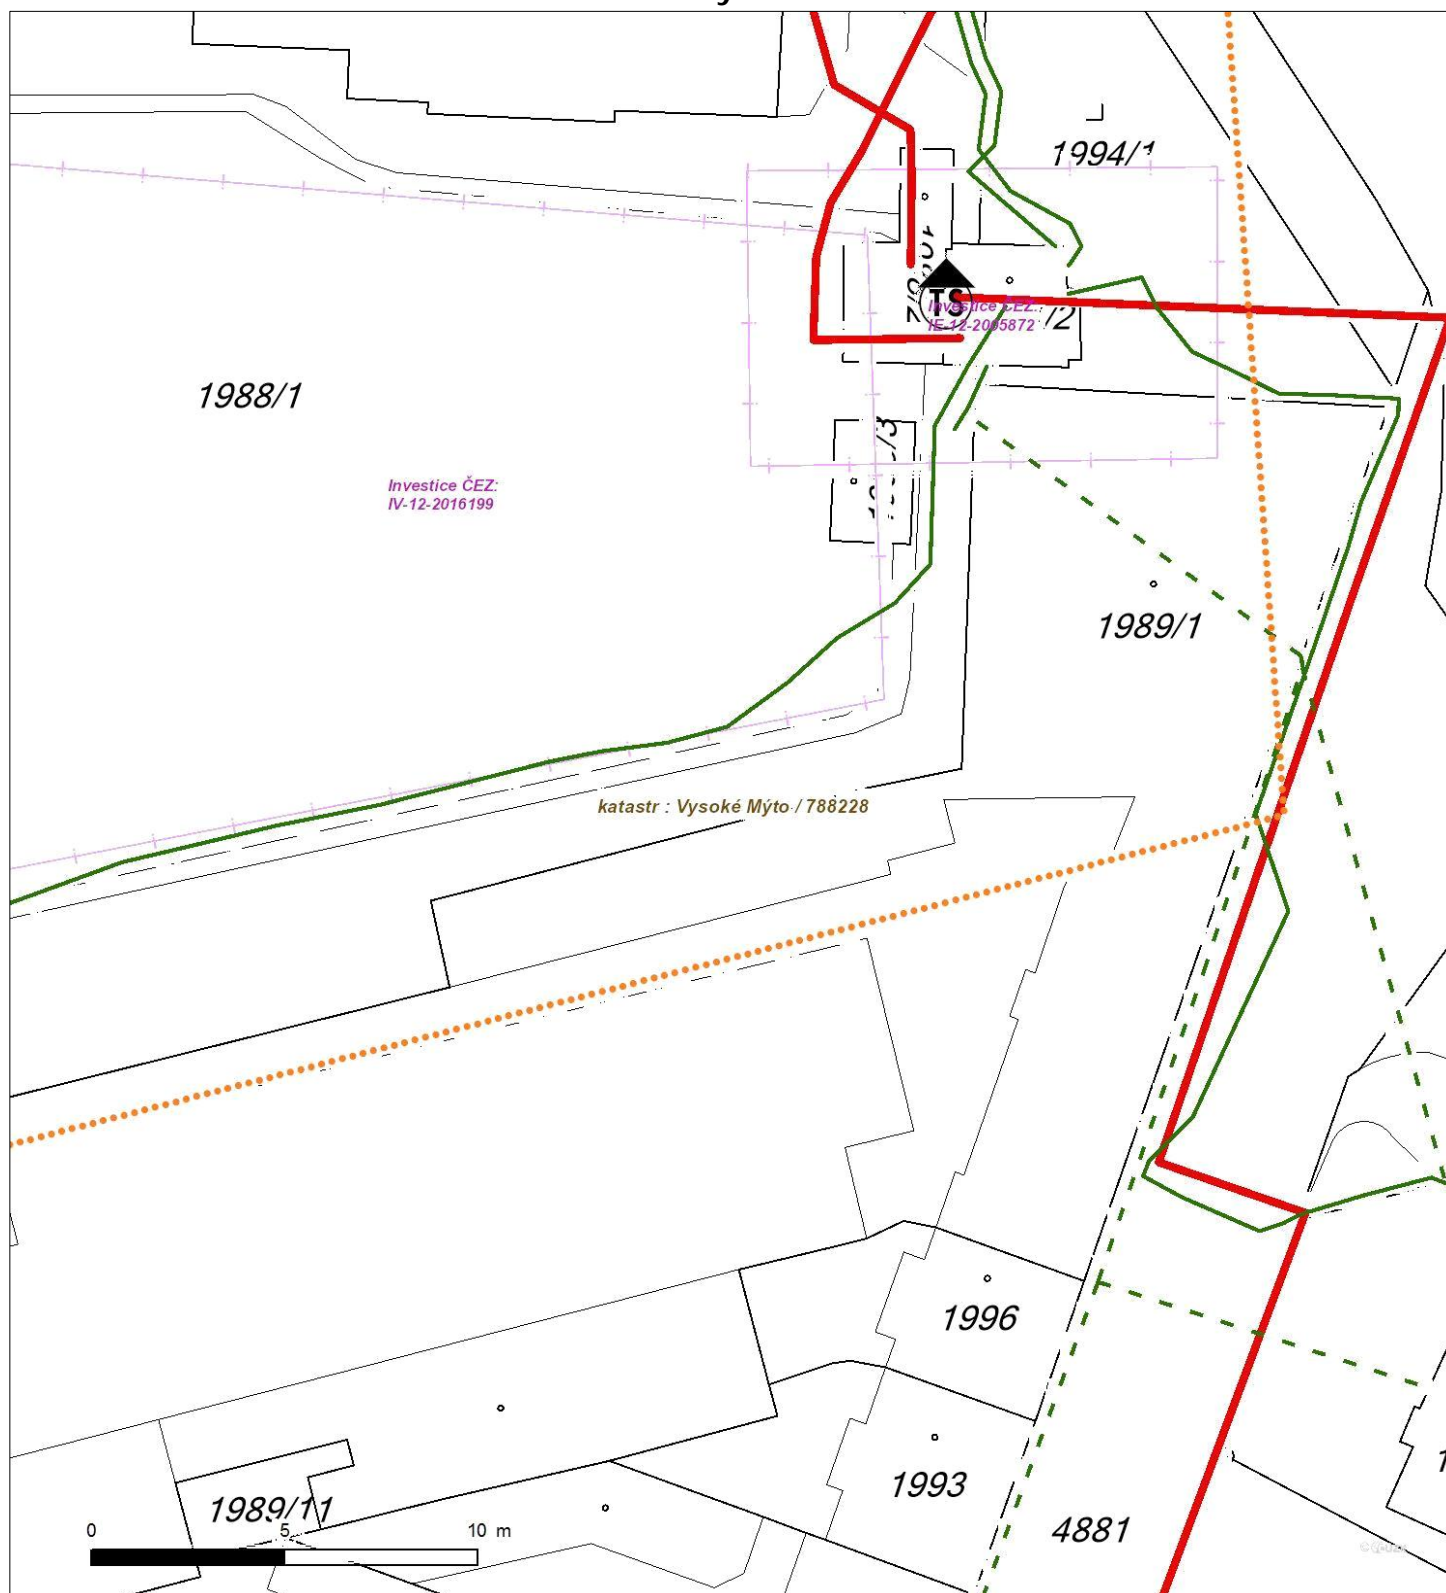 1994/1
TS
Investice ČEZ:
IE-12-2005872
/2
1988/1
/3
Investice ČEZ:
IV-12-2016199
1989/1
katastr : Vysoké Mýto / 788228
1996
1993
1989/11
4881
0 5 10 m